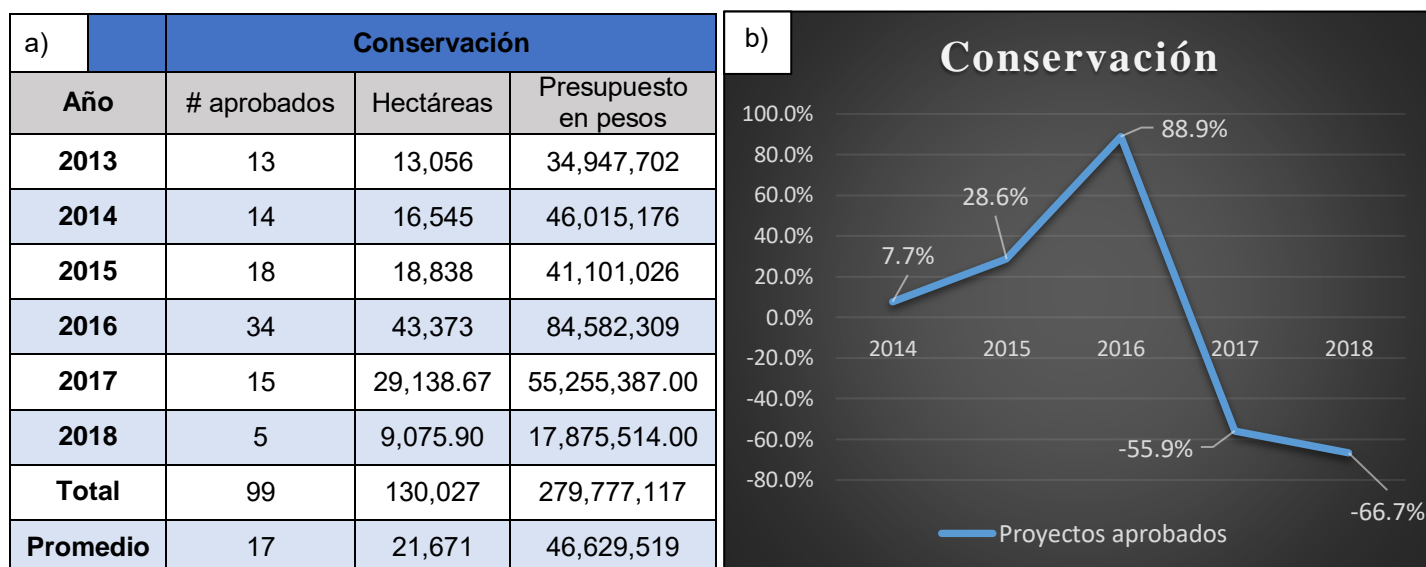 a)
Conservación
Año # aprobados Hectáreas Presupuesto en pesos
2013 13 13,056 34,947,702
2014 14 16,545 46,015,176
2015 18 18,838 41,101,026
2016 34 43,373 84,582,309
2017 15 29,138.67 55,255,387.00
2018 5 9,075.90 17,875,514.00
Total 99 130,027 279,777,117
Promedio 17 21,671 46,629,519
b)
Conservación
100.0%
80.0%
60.0%
40.0%
20.0%
0.0%
-20.0%
-40.0%
-60.0%
-80.0%
7.7%
28.6%
88.9%
-55.9%
-66.7%
2014 2015 2016 2017 2018
Proyectos aprobados